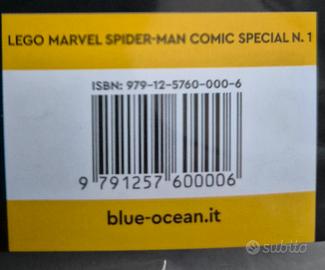 LEGO MARVEL SPIDER-MAN COMIC SPECIAL N. 1
ISBN: 979-12-5760-000-6
9 791257 600006
blue-ocean.it
subito